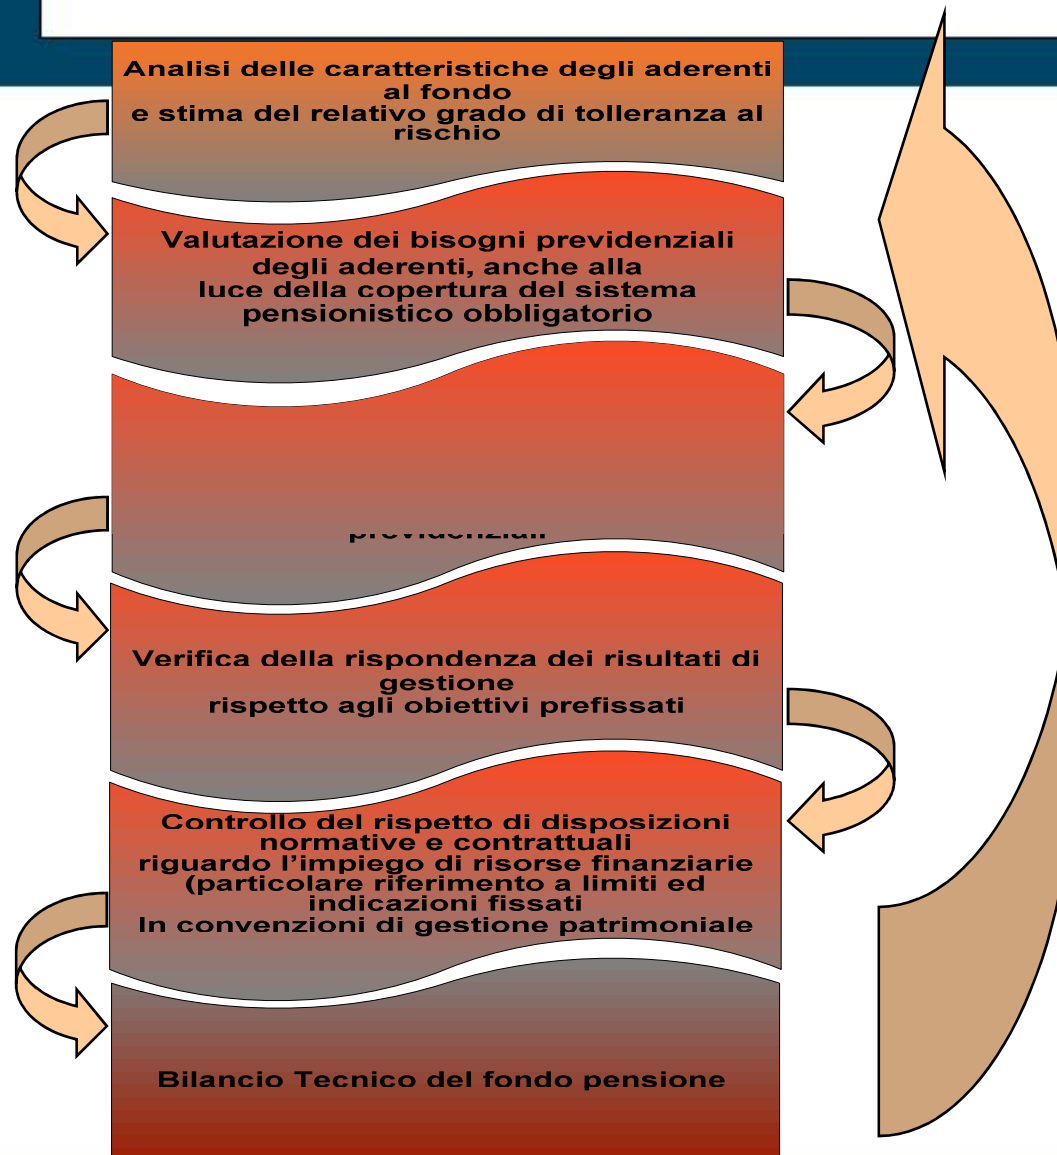 Analisi delle caratteristiche degli aderenti
al fondo
e stima del relativo grado di tolleranza al
rischio
Valutazione dei bisogni previdenziali
degli aderenti, anche alla
luce della copertura del sistema
pensionistico obbligatorio
previdenziali
Verifica della rispondenza dei risultati di
gestione
rispetto agli obiettivi prefissati
Controllo del rispetto di disposizioni
normative e contrattuali
riguardo l’impiego di risorse finanziarie
(particolare riferimento a limiti ed
indicazioni fissati
In convenzioni di gestione patrimoniale
Bilancio Tecnico del fondo pensione